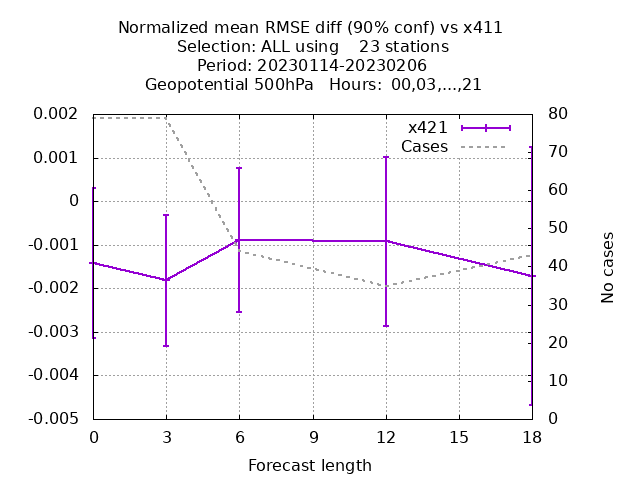 Normalized mean RMSE diff (90% conf) vs x411
Selection: ALL using    23 stations
Period: 20230114-20230206
Geopotential 500hPa   Hours:  00,03,...,21
x421
Cases
0.002
0.001
0
-0.001
-0.002
-0.003
-0.004
-0.005
80
70
60
50
40
30
20
10
0
No cases
0 3 6 9 12 15 18
Forecast length